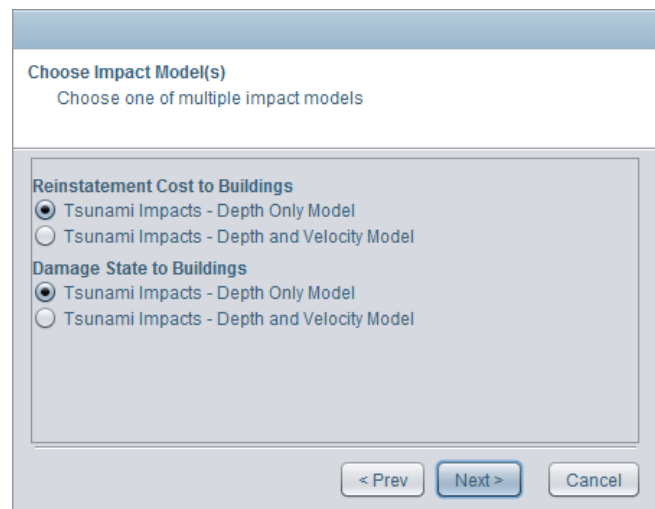 Choose Impact Model(s)
Choose one of multiple impact models
Reinstatement Cost to Buildings
Tsunami Impacts - Depth Only Model
Tsunami Impacts - Depth and Velocity Model
Damage State to Buildings
Tsunami Impacts - Depth Only Model
Tsunami Impacts - Depth and Velocity Model
< Prev Next > Cancel